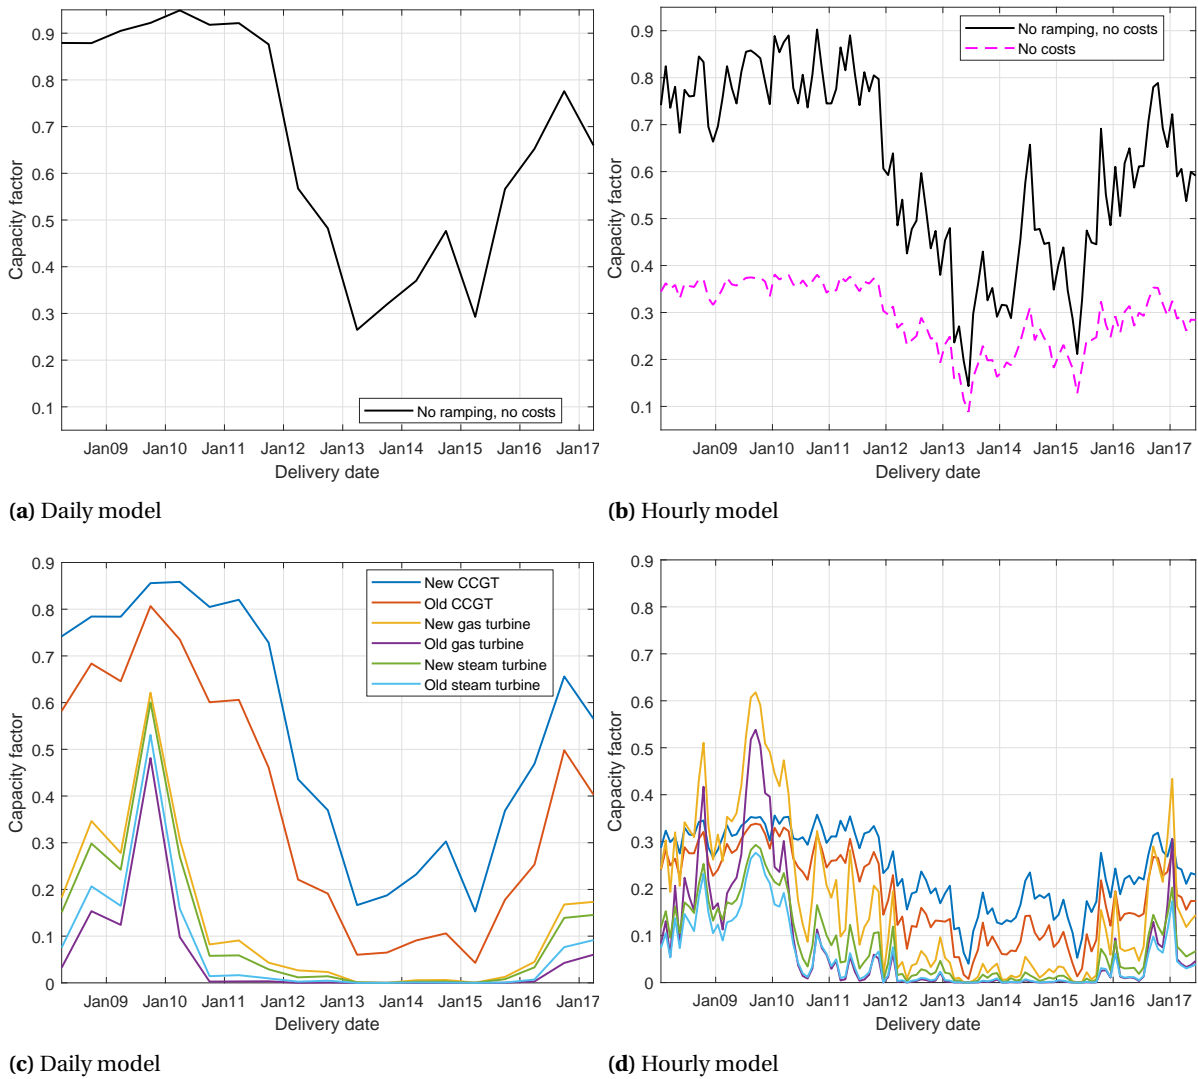 0.9
0.8
0.7
0.6
0.5
0.4
0.3
0.2
0.1
Capacity factor
No ramping, no costs
Jan09 Jan10 Jan11 Jan12 Jan13 Jan14 Jan15 Jan16 Jan17
Delivery date
(a) Daily model
0.9
0.8
0.7
0.6
0.5
0.4
0.3
0.2
0.1
Capacity factor
No ramping, no costs
No costs
Jan09 Jan10 Jan11 Jan12 Jan13 Jan14 Jan15 Jan16 Jan17
Delivery date
(b) Hourly model
0.9
0.8
0.7
0.6
0.5
0.4
0.3
0.2
0.1
0
Capacity factor
New CCGT
Old CCGT
New gas turbine
Old gas turbine
New steam turbine
Old steam turbine
Jan09 Jan10 Jan11 Jan12 Jan13 Jan14 Jan15 Jan16 Jan17
Delivery date
(c) Daily model
0.9
0.8
0.7
0.6
0.5
0.4
0.3
0.2
0.1
0
Capacity factor
Jan09 Jan10 Jan11 Jan12 Jan13 Jan14 Jan15 Jan16 Jan17
Delivery date
(d) Hourly model